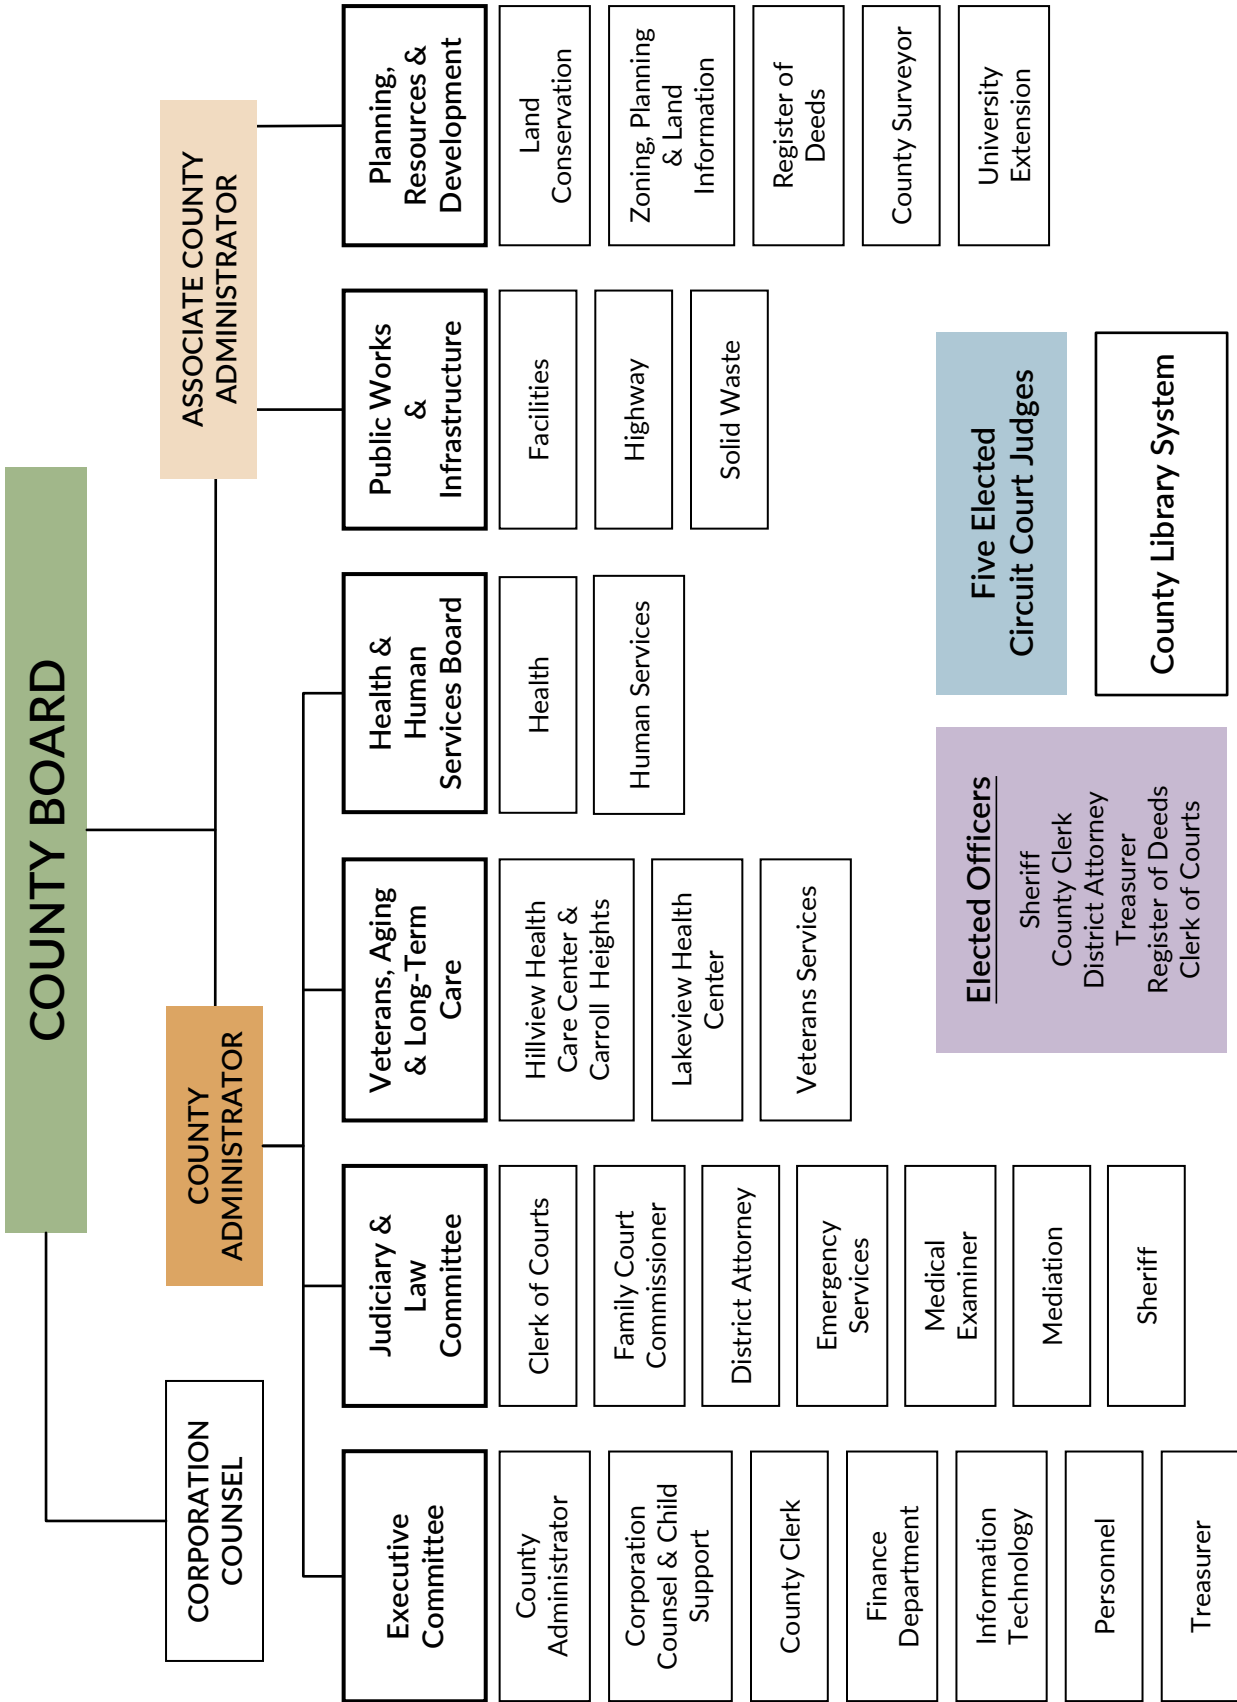 COUNTY BOARD
CORPORATION
COUNSEL
COUNTY
ADMINISTRATOR
ASSOCIATE COUNTY
ADMINISTRATOR
Executive
Committee
County
Administrator
Corporation
Counsel & Child
Support
County Clerk
Finance
Department
Information
Technology
Personnel
Treasurer
Judiciary &
Law
Committee
Clerk of Courts
Family Court
Commissioner
District Attorney
Emergency
Services
Medical
Examiner
Mediation
Sheriff
Veterans, Aging
& Long-Term
Care
Hillview Health
Care Center &
Carroll Heights
Lakeview Health
Center
Veterans Services
Health &
Human
Services Board
Health
Human Services
Public Works
&
Infrastructure
Facilities
Highway
Solid Waste
Planning,
Resources &
Development
Land
Conservation
Zoning, Planning
& Land
Information
Register of
Deeds
County Surveyor
University
Extension
Elected Officers
Sheriff
County Clerk
District Attorney
Treasurer
Register of Deeds
Clerk of Courts
Five Elected
Circuit Court Judges
County Library System